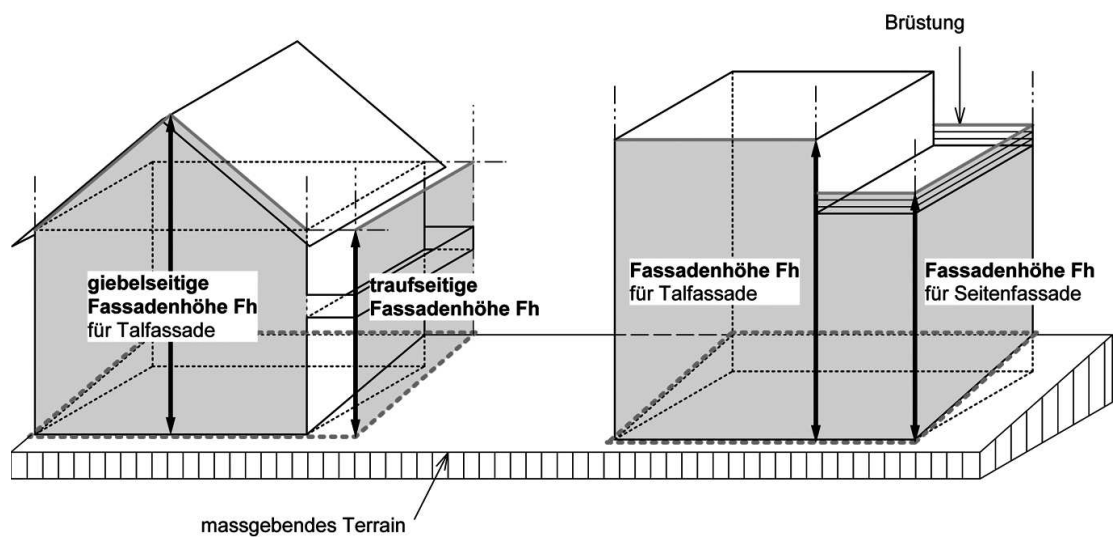 Brüstung
giebelseitige
Fassadenhöhe Fh
für Talfassade
traufseitige
Fassadenhöhe Fh
Fassadenhöhe Fh
für Talfassade
Fassadenhöhe Fh
für Seitenfassade
massgebendes Terrain